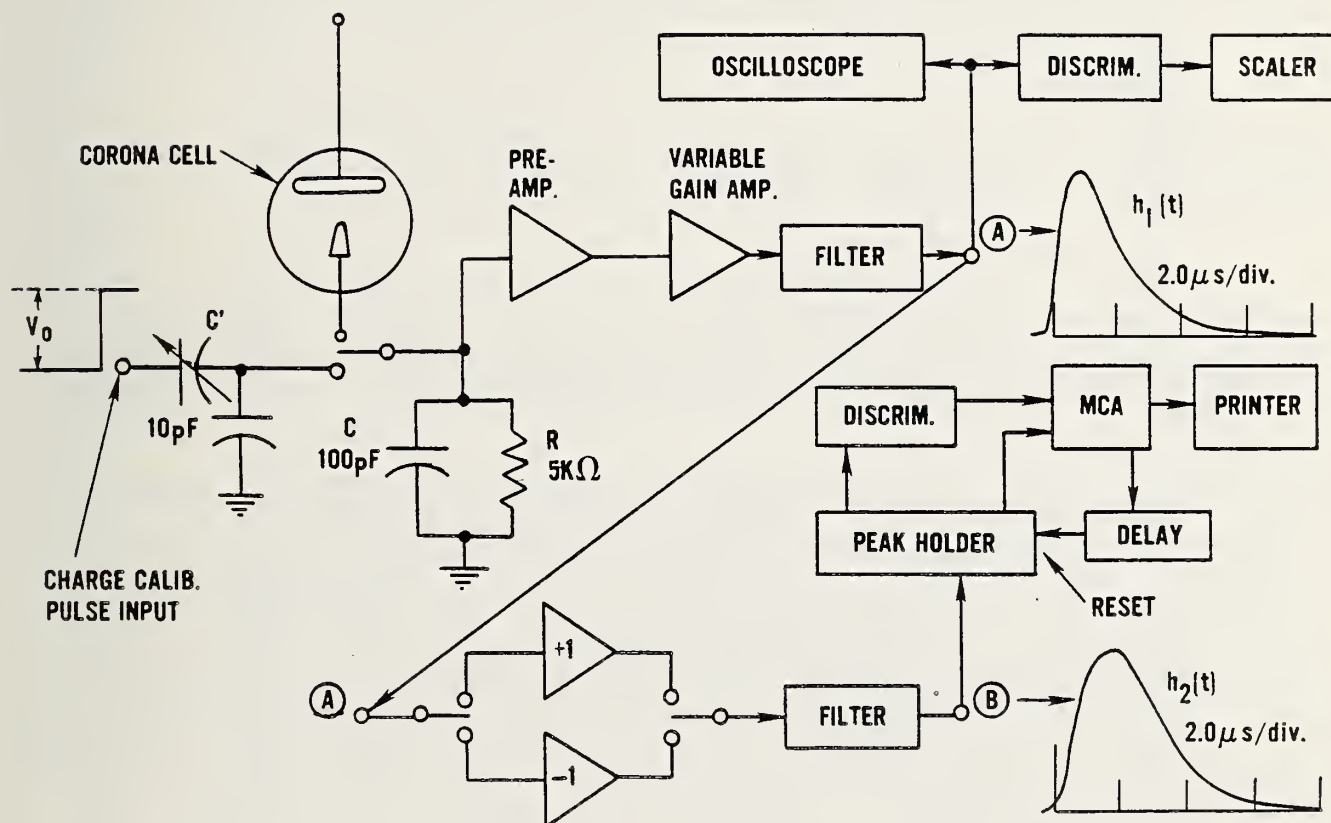 OSCILLOSCOPE
DISCRIM.
SCALER
CORONA CELL
PRE-
AMP.
VARIABLE
GAIN AMP.
FILTER
A
h1(t)
2.0μs/div.
V0
C'
10pF
C
100pF
R
5KΩ
DISCRIM.
MCA
PRINTER
PEAK HOLDER
DELAY
CHARGE CALIB.
PULSE INPUT
RESET
A
+1
-1
FILTER
B
h2(t)
2.0μs/div.